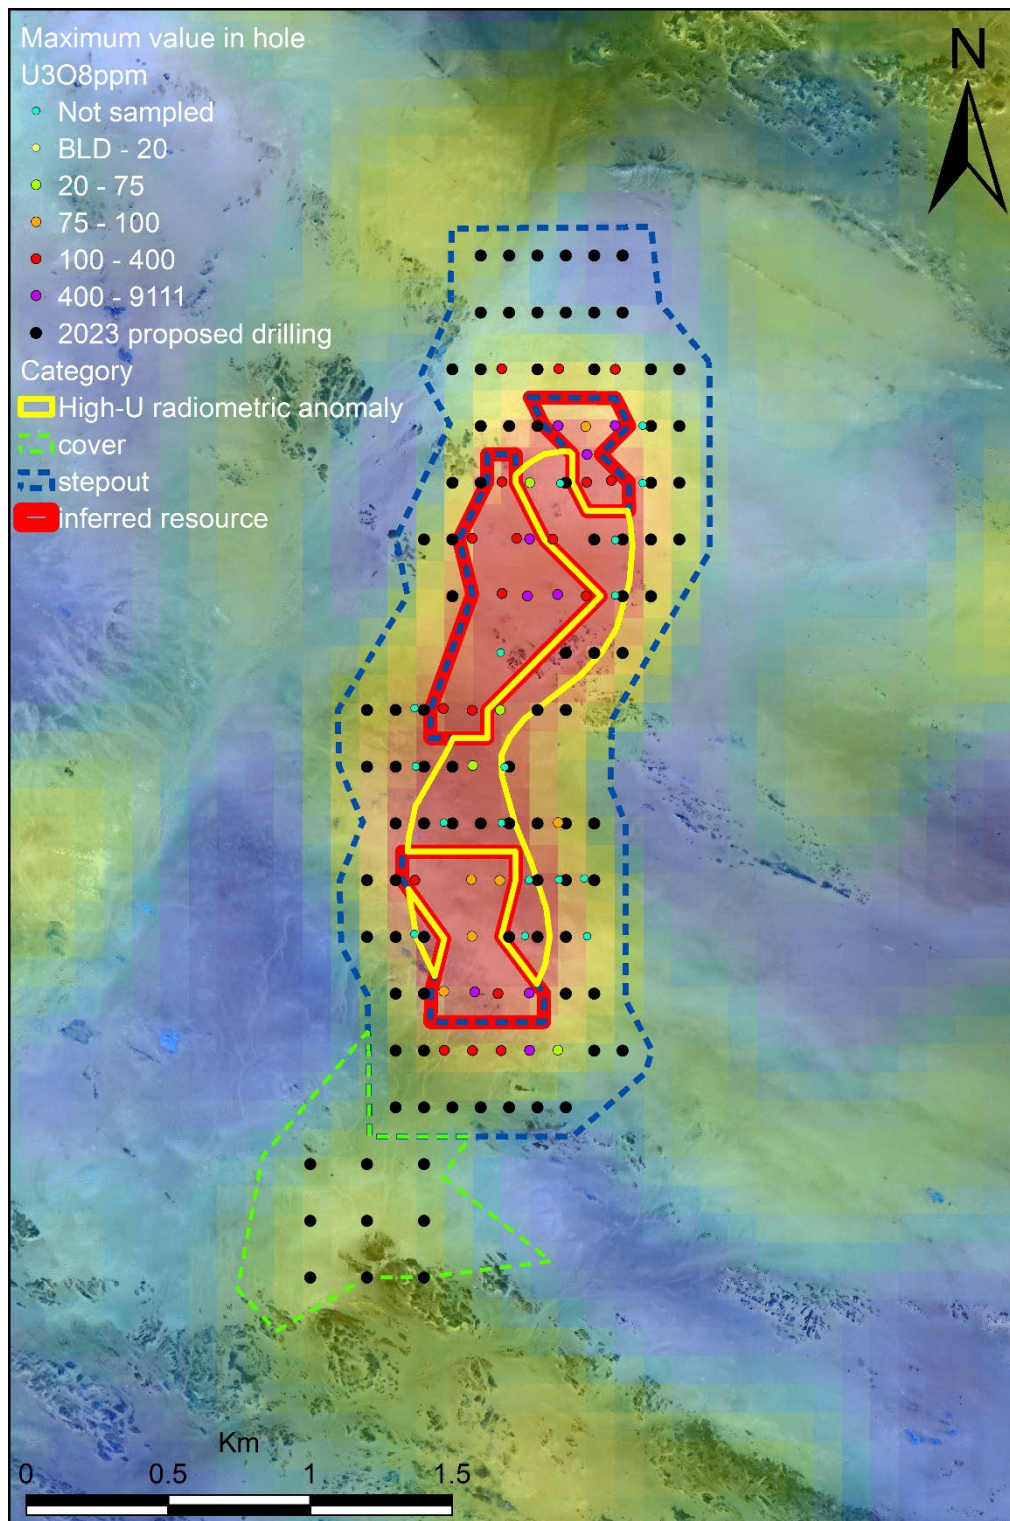 Maximum value in hole
U3O8ppm
Not sampled
BLD - 20
20 - 75
75 - 100
100 - 400
400 - 9111
2023 proposed drilling
Category
High-U radiometric anomaly
cover
stepout
inferred resource
N
Km
0 0.5 1 1.5